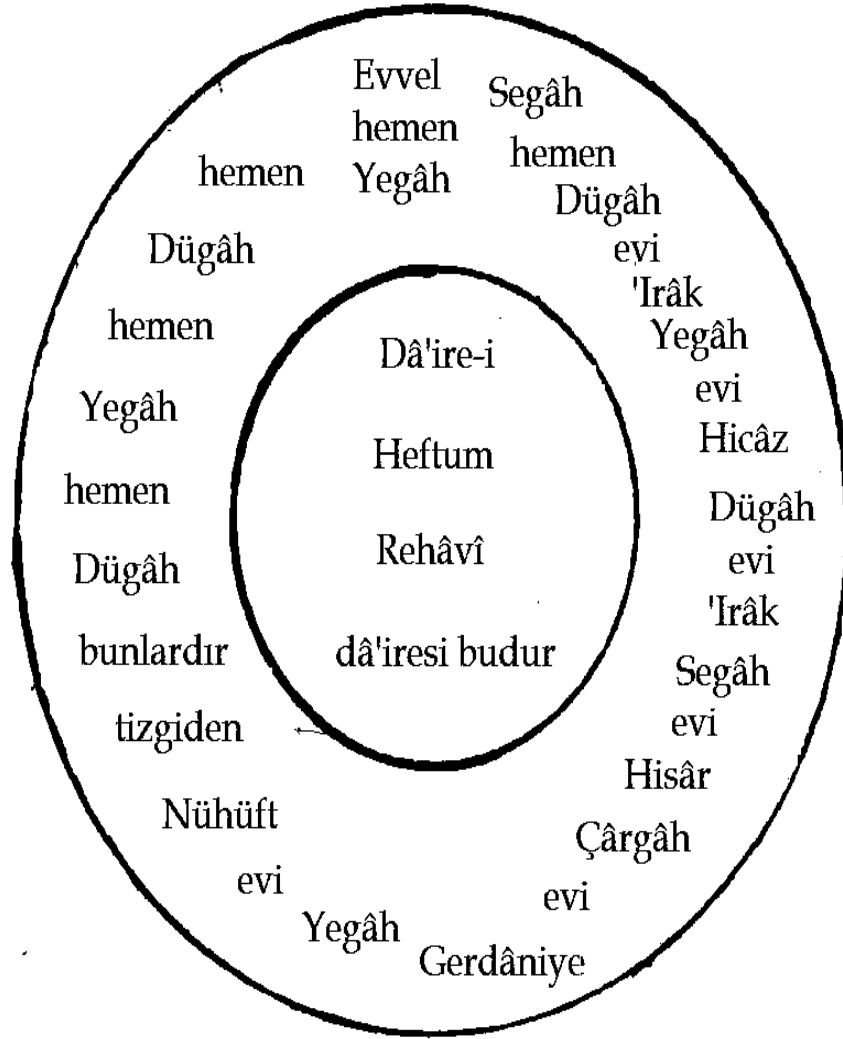 Evvel
hemen
Yegâh
Segâh
hemen
Dügâh
evi
'Irâk
Yegâh
evi
Hicâz
Dügâh
evi
'Irâk
Segâh
evi
Hisâr
Çârgâh
evi
Gerdâniye
Yegâh
evi
Nühüft
tizgiden
bunlardır
Dügâh
hemen
Yegâh
hemen
Dügâh
hemen
Dâ'ire-i
Heftum
Rehâvî
dâ'iresi budur